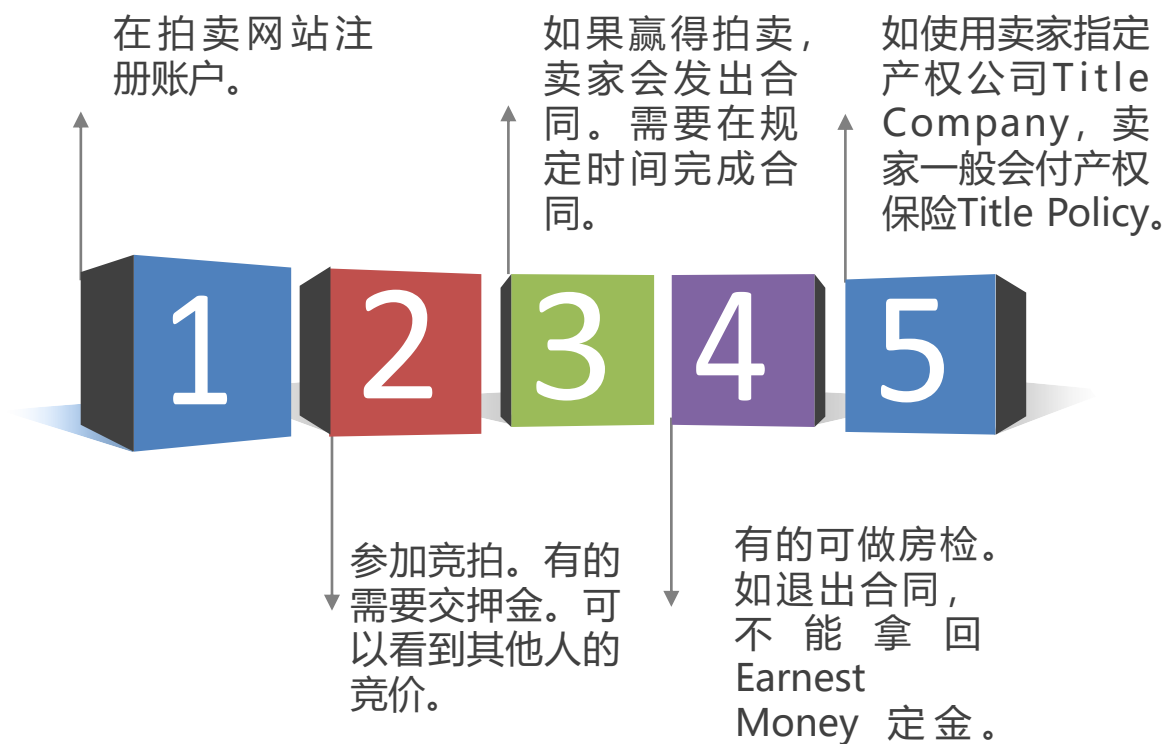 在拍卖网站注
册账户。
如果赢得拍卖，
卖家会发出合
同。需要在规
定时间完成合
同。
如使用卖家指定
产权公司Title
Company，卖
家一般会付产权
保险Title Policy。
1
2
3
4
5
参加竞拍。有的
需要交押金。可
以看到其他人的
竞价。
有的可做房检。
如退出合同，
不能拿回
Earnest
Money 定金。